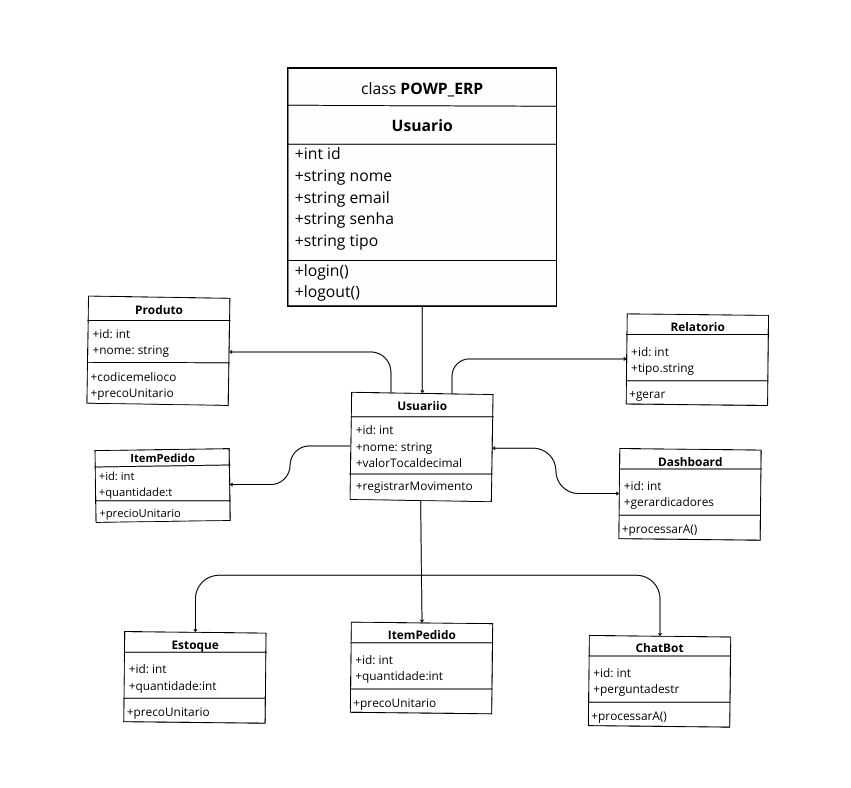 class POWP_ERP
Usuario
+int id
+string nome
+string email
+string senha
+string tipo
+login()
+logout()
Produto
+id: int
+nome: string
+codicemelioco
+precoUnitario
Relatorio
+id: int
+tipo.string
+gerar
Usuariio
+id: int
+nome: string
+valorTocaldecimal
+registrarMovimento
ItemPedido
+id: int
+quantidade:t
+precioUnitario
Dashboard
+id: int
+gerardicadores
+processarA()
Estoque
+id: int
+quantidade:int
+precoUnitario
ItemPedido
+id: int
+quantidade:int
+precoUnitario
ChatBot
+id: int
+perguntadestr
+processarA()